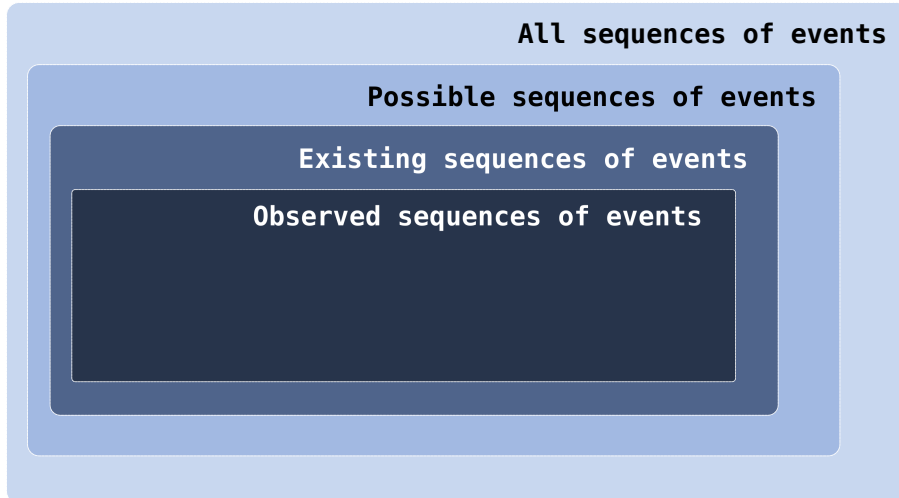 All sequences of events
Possible sequences of events
Existing sequences of events
Observed sequences of events